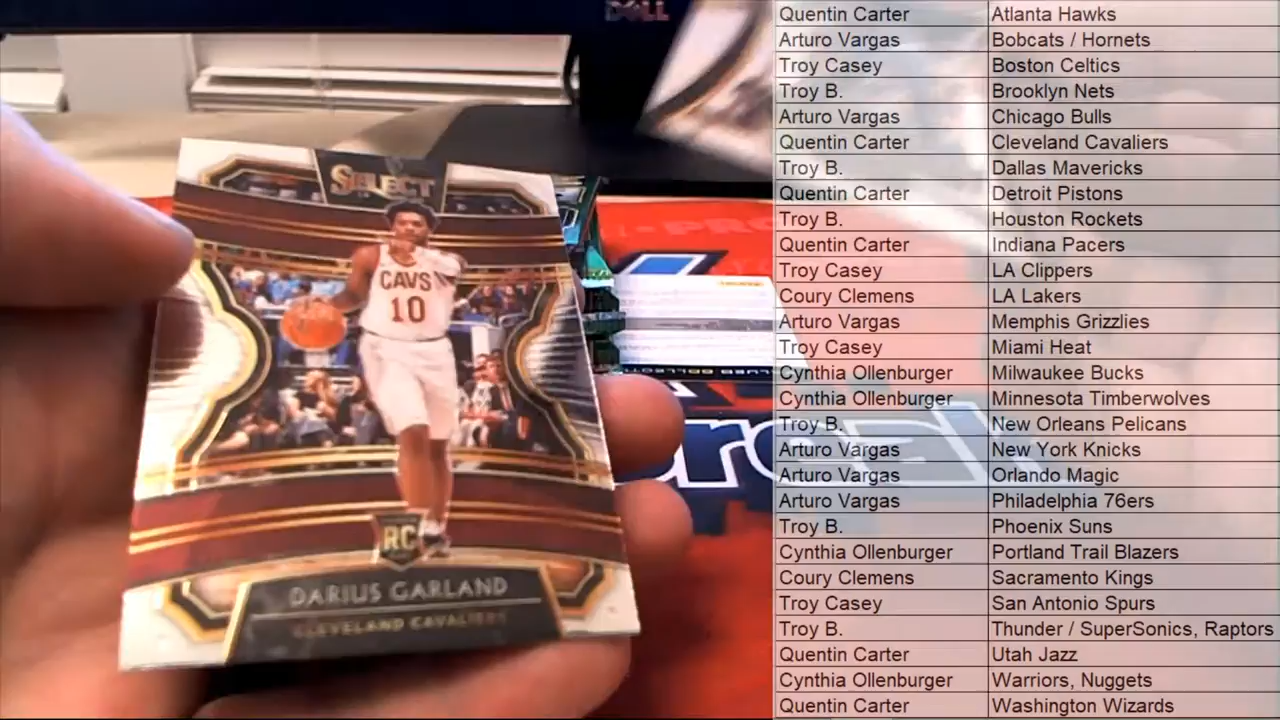 DELL
SELECT
CAVS
10
RC
DARIUS GARLAND
CLEVELAND CAVALIERS
Quentin Carter Atlanta Hawks
Arturo Vargas Bobcats / Hornets
Troy Casey Boston Celtics
Troy B. Brooklyn Nets
Arturo Vargas Chicago Bulls
Quentin Carter Cleveland Cavaliers
Troy B. Dallas Mavericks
Quentin Carter Detroit Pistons
Troy B. Houston Rockets
Quentin Carter Indiana Pacers
Troy Casey LA Clippers
Coury Clemens LA Lakers
Arturo Vargas Memphis Grizzlies
Troy Casey Miami Heat
Cynthia Ollenburger Milwaukee Bucks
Cynthia Ollenburger Minnesota Timberwolves
Troy B. New Orleans Pelicans
Arturo Vargas New York Knicks
Arturo Vargas Orlando Magic
Arturo Vargas Philadelphia 76ers
Troy B. Phoenix Suns
Cynthia Ollenburger Portland Trail Blazers
Coury Clemens Sacramento Kings
Troy Casey San Antonio Spurs
Troy B. Thunder / SuperSonics, Raptors
Quentin Carter Utah Jazz
Cynthia Ollenburger Warriors, Nuggets
Quentin Carter Washington Wizards